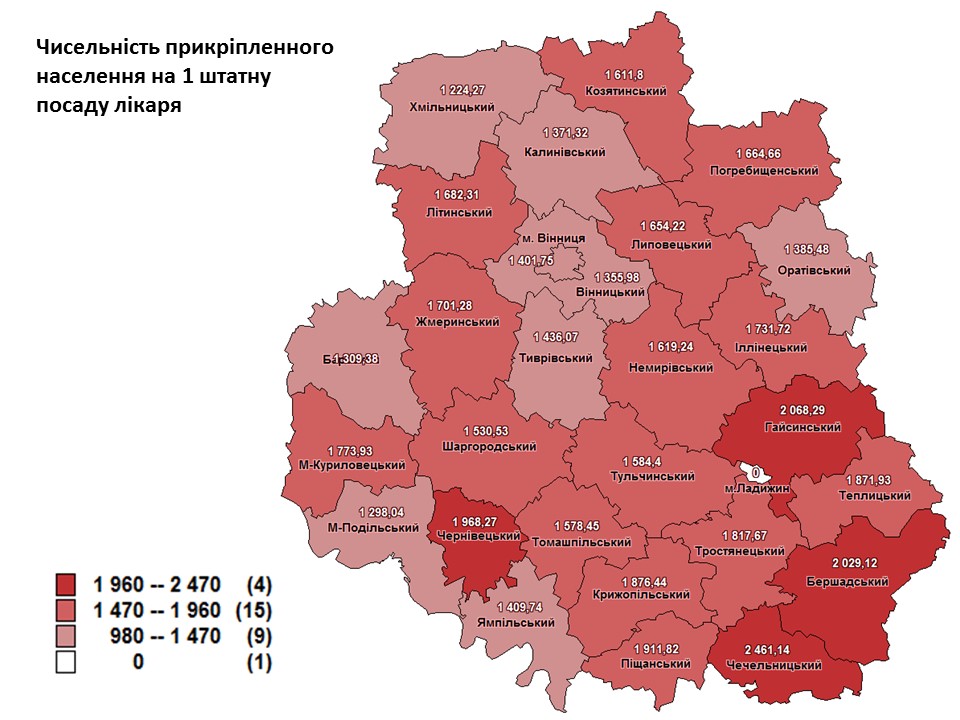 Чисельність прикріпленного
населення на 1 штатну
посаду лікаря
1 611,8
Козятинський
1 224,27
Хмільницький
1 371,32
Калинівський
1 664,66
Погребищенський
1 682,31
Літинський
1 654,22
Липовецький
м. Вінниця
1 401,75
1 385,48
Оратівський
1 355,98
Вінницький
1 701,28
Жмеринський
1 436,07
Тиврівський
1 731,72
Іллінецький
1 619,24
Немирівський
1 309,38
2 068,29
Гайсинський
1 530,53
Шаргородський
1 773,93
М-Куриловецький
1 584,4
Тульчинський
0
м.Ладижин
1 871,93
Теплицький
1 298,04
М-Подільський
1 968,27
Чернівецький
1 578,45
Томашпільський
1 817,67
Тростянецький
2 029,12
Бершадський
1 876,44
Крижопільський
1 409,74
Ямпільський
1 911,82
Піщанський
2 461,14
Чечельницький
1 960 -- 2 470 (4)
1 470 -- 1 960 (15)
980 -- 1 470 (9)
0 (1)